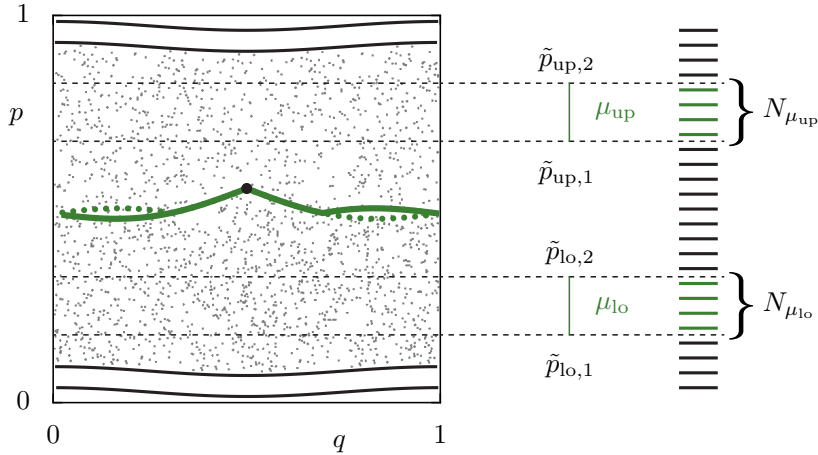 1
p̃up,2
μup
Nμup
p
p̃up,1
p̃lo,2
μlo
Nμlo
p̃lo,1
0
0
q
1